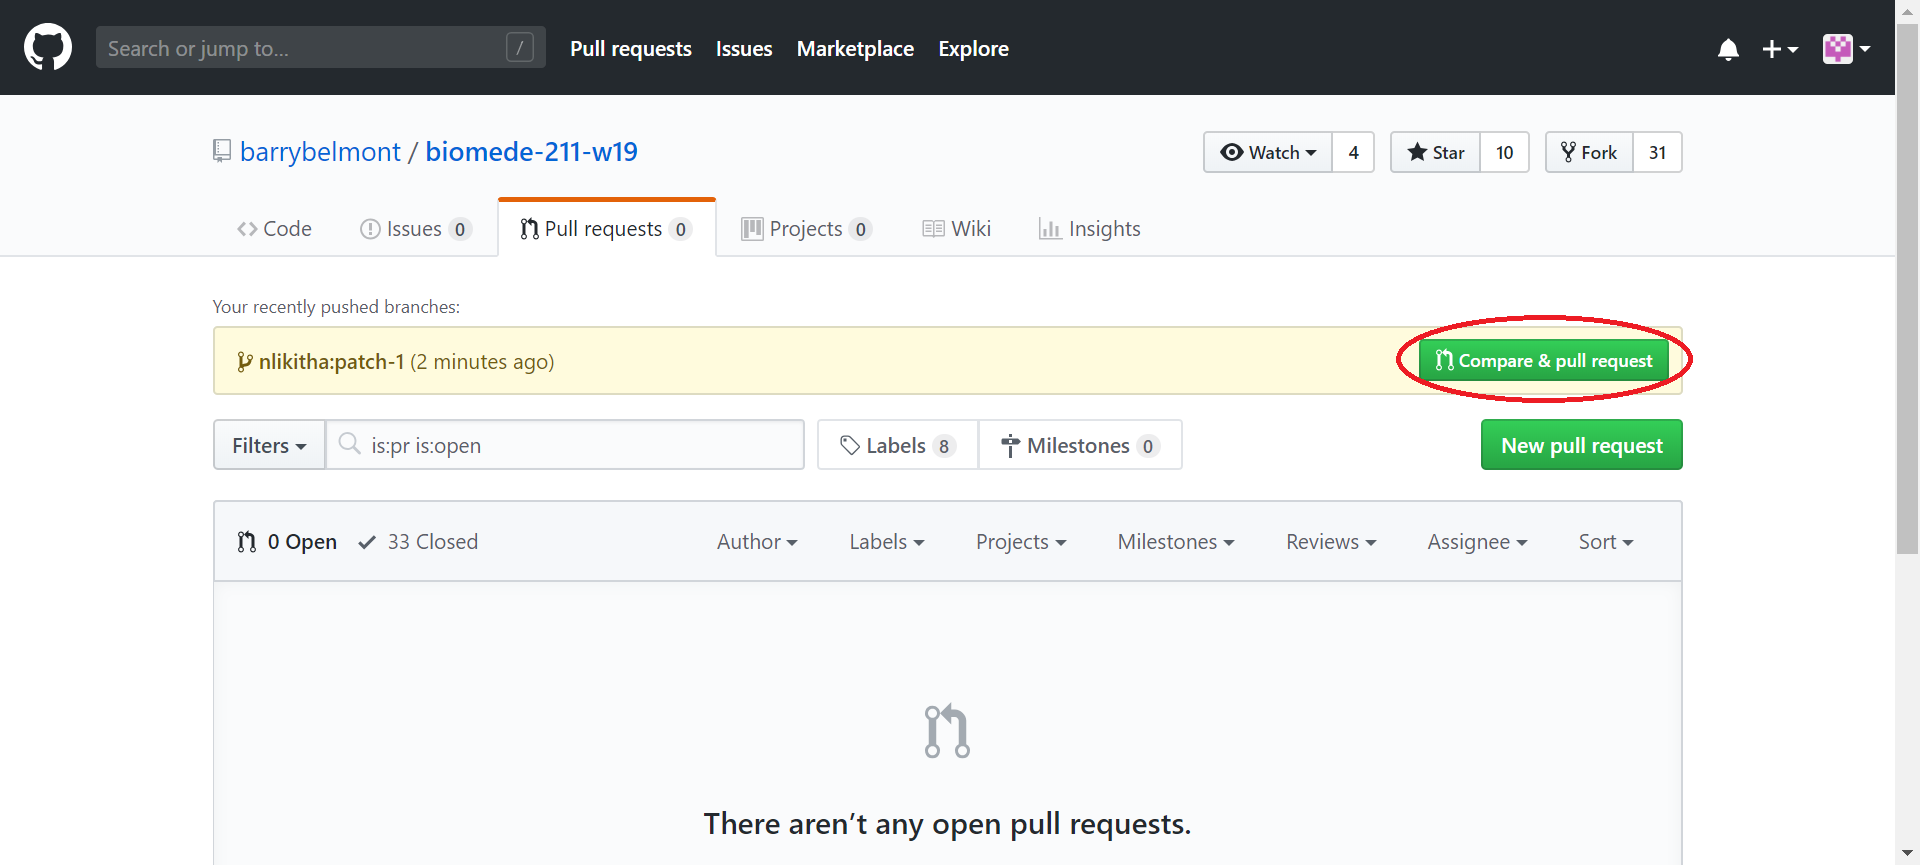 Search or jump to... / Pull requests Issues Marketplace Explore
barrybelmont / biomede-211-w19 Watch 4 Star 10 Fork 31
Code Issues 0 Pull requests 0 Projects 0 Wiki Insights
Your recently pushed branches:
nlikitha:patch-1 (2 minutes ago) Compare & pull request
Filters is:pr is:open Labels 8 Milestones 0 New pull request
0 Open 33 Closed Author Labels Projects Milestones Reviews Assignee Sort
There aren’t any open pull requests.